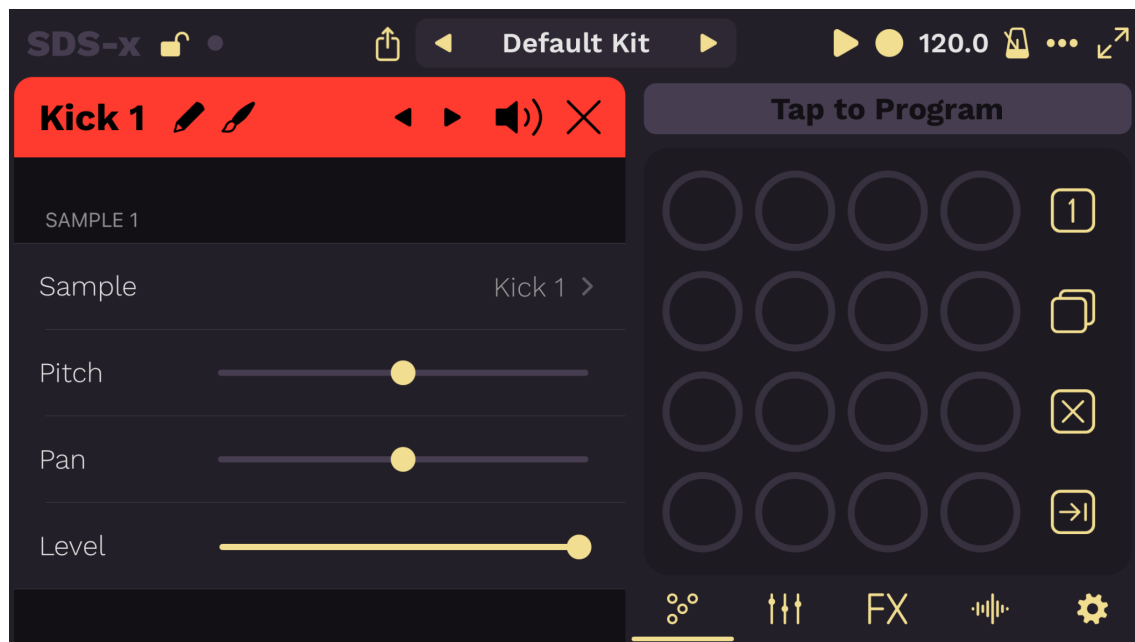 SDS-x
Default Kit
120.0
Kick 1
Tap to Program
SAMPLE 1
1
Sample
Kick 1
Pitch
Pan
Level
FX